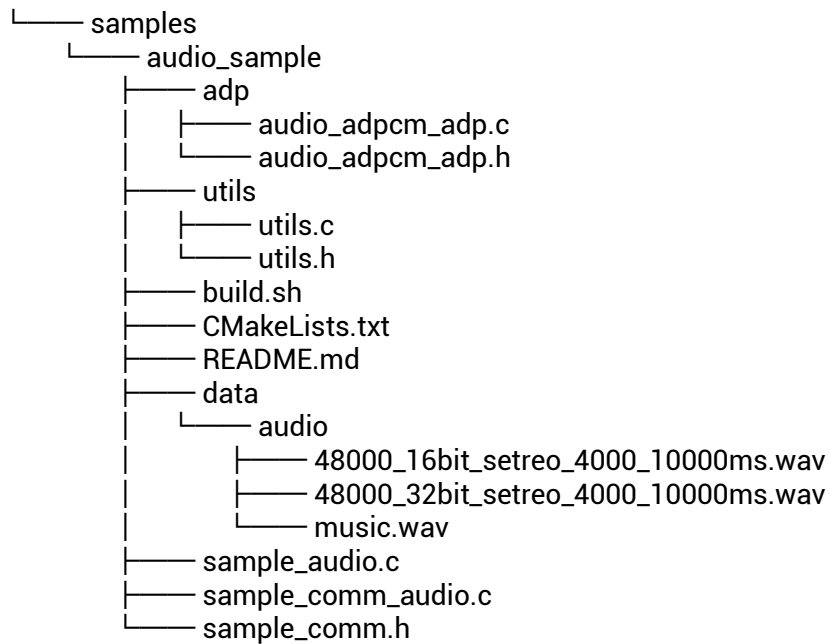 samples
audio_sample
adp
audio_adpcm_adp.c
audio_adpcm_adp.h
utils
utils.c
utils.h
build.sh
CMakeLists.txt
README.md
data
audio
48000_16bit_setreo_4000_10000ms.wav
48000_32bit_setreo_4000_10000ms.wav
music.wav
sample_audio.c
sample_comm_audio.c
sample_comm.h